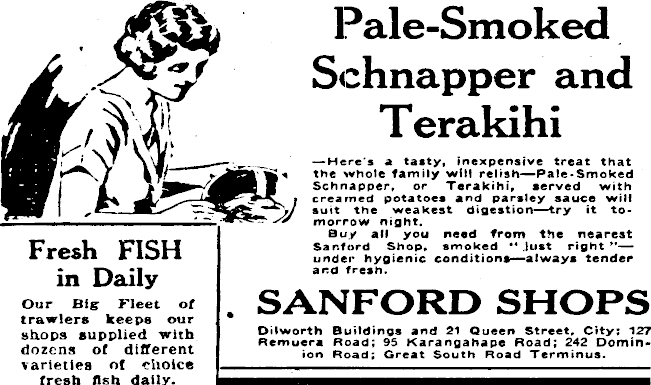 Pale-Smoked
Schnapper and
Terakihi
—Here's a tasty, inexpensive treat that
the whole family will relish—Pale-Smoked
Schnapper, or Terakihi, served with
creamed potatoes and parsley sauce will
suit the weakest digestion—try it to-
morrow night.
Buy all you need from the nearest
Sanford Shop, smoked "just right"—
under hygienic conditions—always tender
and fresh.
SANFORD SHOPS
Dilworth Buildings and 21 Queen Street, City; 127
Remuera Road; 95 Karangahape Road; 242 Domin-
ion Road; Great South Road Terminus.
Fresh FISH
in Daily
Our Big Fleet of
trawlers keeps our
shops supplied with
dozens of different
varieties of choice
fresh fish daily.